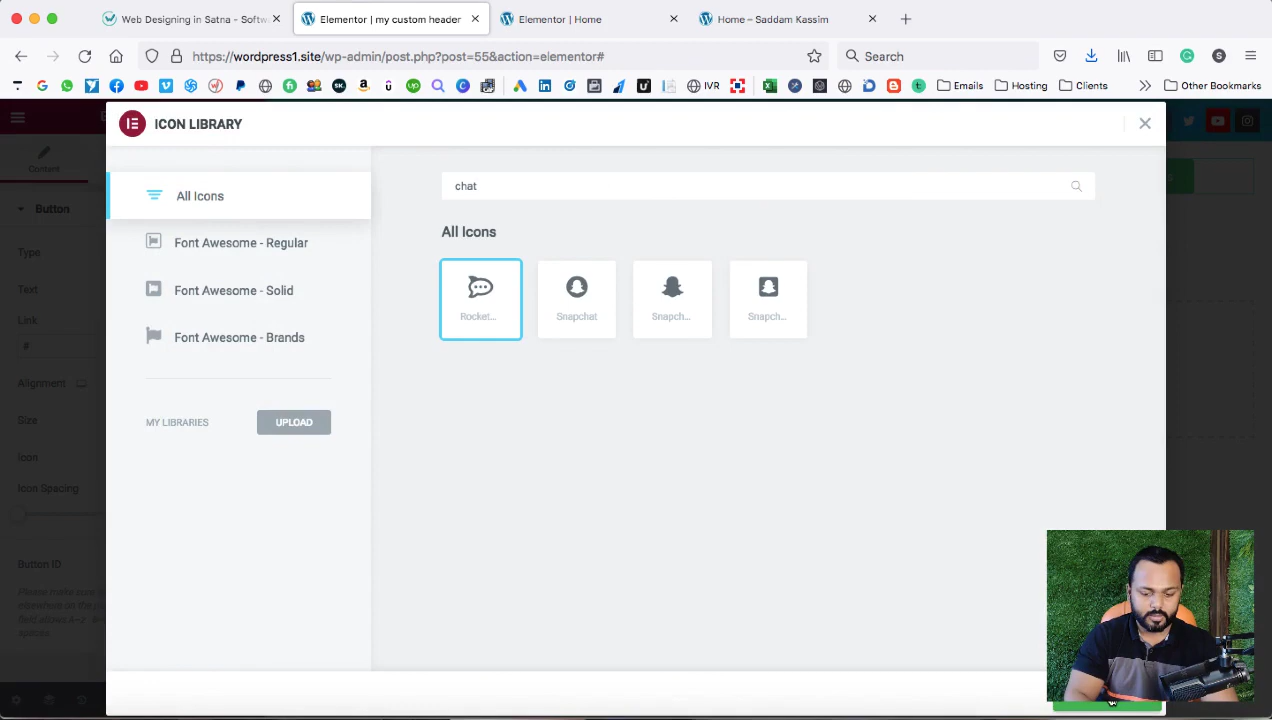 Web Designing in Satna - Softw
Elementor | my custom header
Elementor | Home
Home – Saddam Kassim
https://wordpress1.site/wp-admin/post.php?post=55&action=elementor#
Search
IVR
Emails
Hosting
Clients
Other Bookmarks
ICON LIBRARY
Content
All Icons
chat
Button
All Icons
Font Awesome - Regular
Type
Text
Font Awesome - Solid
Rocket...
Snapchat
Snapch...
Snapch...
Link
#
Font Awesome - Brands
Alignment
Size
MY LIBRARIES
UPLOAD
Icon
Icon Spacing
Button ID